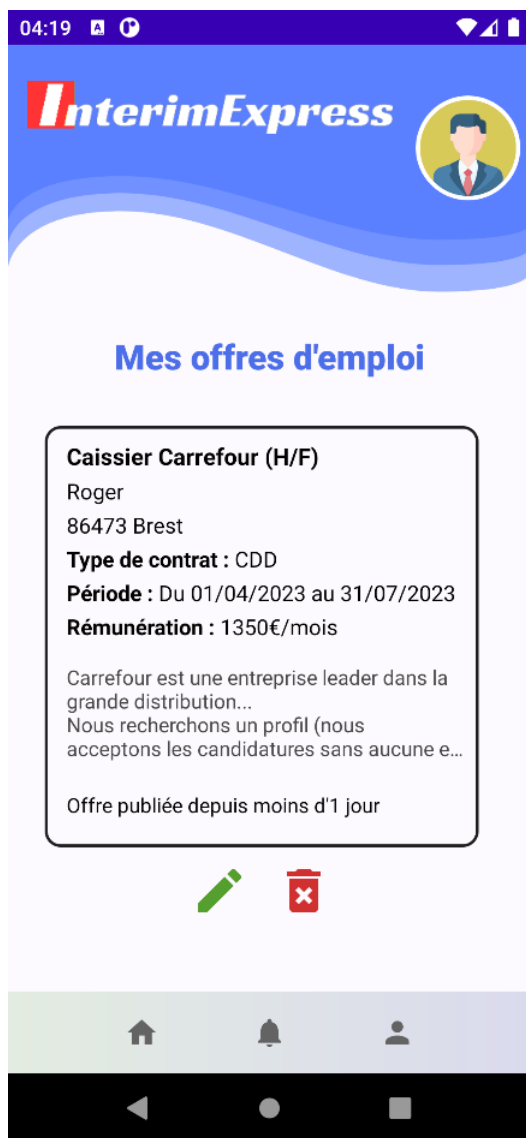 04:19
InterimExpress
Mes offres d'emploi
Caissier Carrefour (H/F)
Roger
86473 Brest
Type de contrat : CDD
Période : Du 01/04/2023 au 31/07/2023
Rémunération : 1350€/mois
Carrefour est une entreprise leader dans la
grande distribution...
Nous recherchons un profil (nous
acceptons les candidatures sans aucune e...
Offre publiée depuis moins d'1 jour